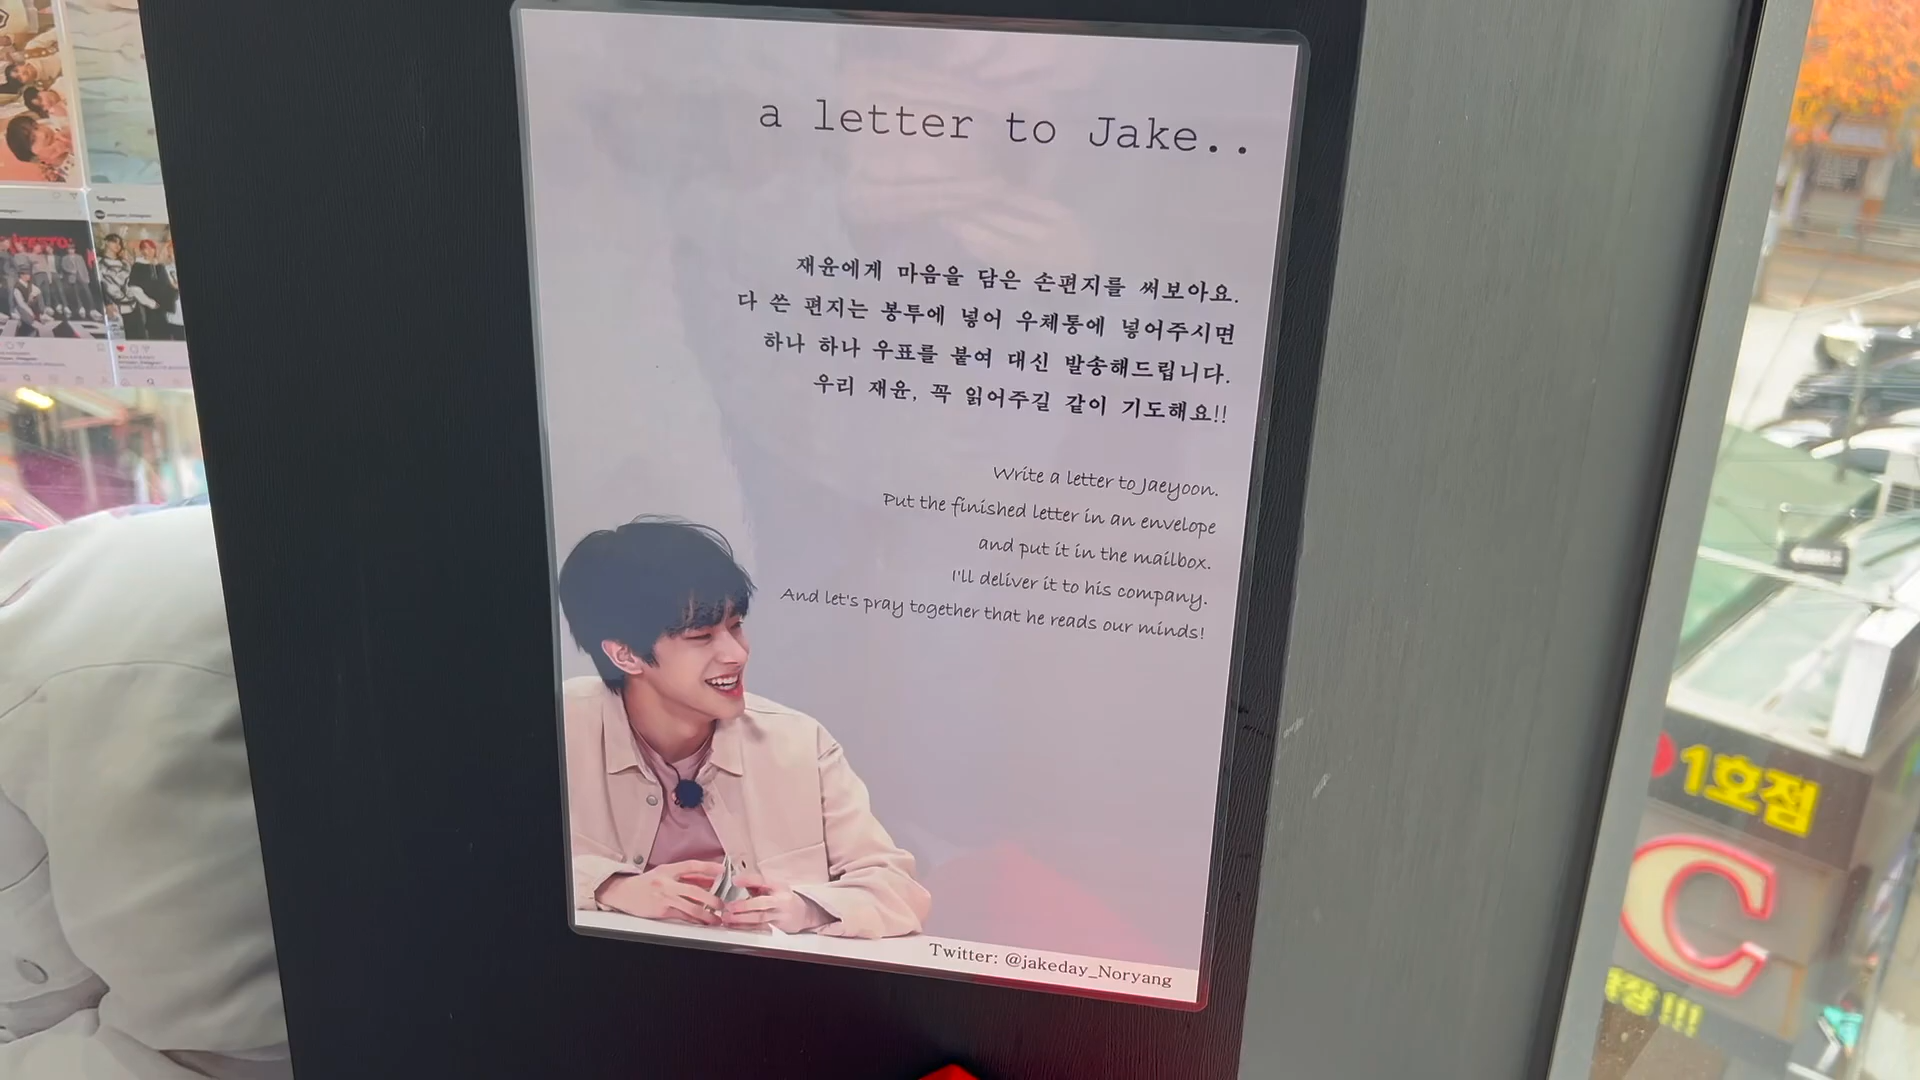 a letter to Jake..
재윤에게 마음을 담은 손편지를 써보아요.
다 쓴 편지는 봉투에 넣어 우체통에 넣어주시면
하나 하나 우표를 붙여 대신 발송해드립니다.
우리 재윤, 꼭 읽어주길 같이 기도해요!!
Write a letter to Jaeyoon.
Put the finished letter in an envelope
and put it in the mailbox.
I'll deliver it to his company.
And let's pray together that he reads our minds!
Twitter: @jakeday_Noryang
1호점
C